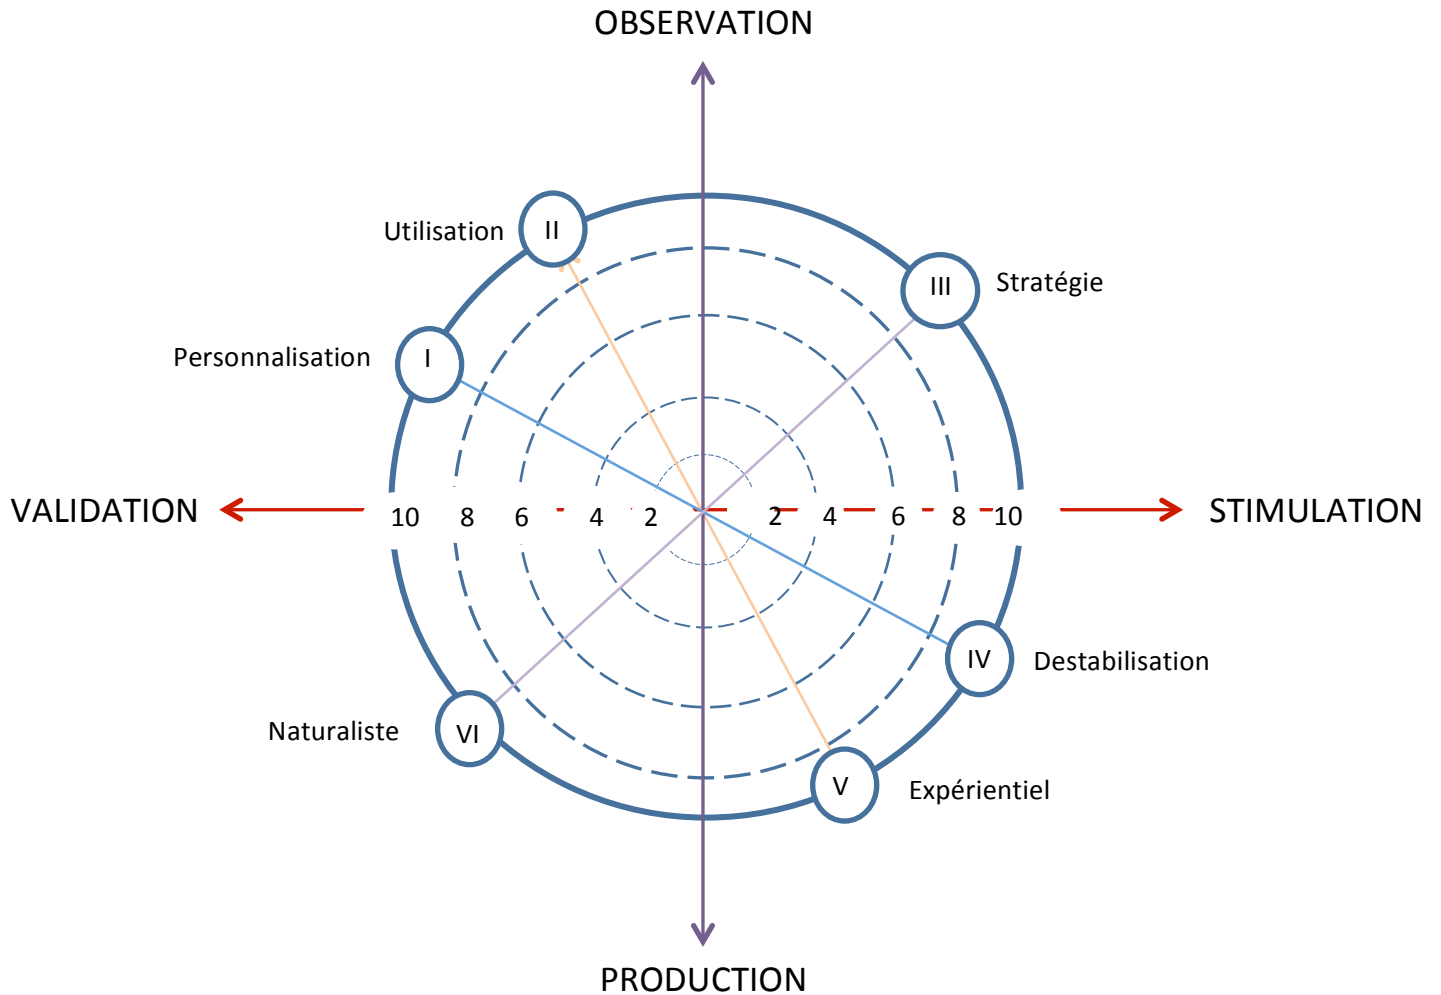 OBSERVATION
Utilisation
II
III
Stratégie
Personnalisation
I
VALIDATION
10 8 6 4 2 2 4 6 8 10
STIMULATION
IV
Destabilisation
Naturaliste
VI
V
Expérientiel
PRODUCTION